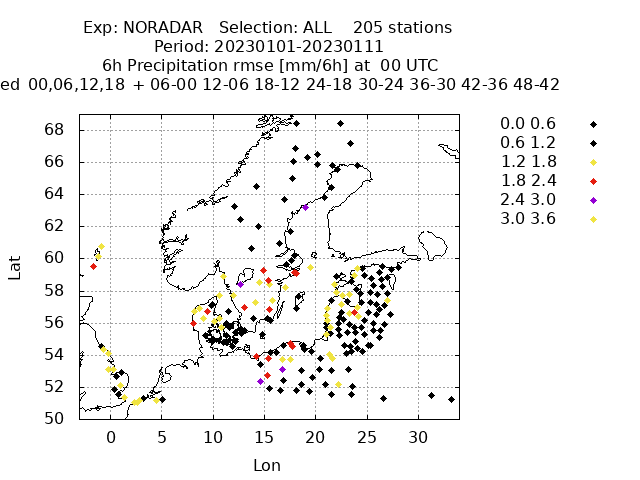 Exp: NORADAR Selection: ALL 205 stations
Period: 20230101-20230111
6h Precipitation rmse [mm/6h] at 00 UTC
ed 00,06,12,18 + 06-00 12-06 18-12 24-18 30-24 36-30 42-36 48-42
68
66
64
62
60
58
56
54
52
50
Lat
0 5 10 15 20 25 30
Lon
0.0 0.6
0.6 1.2
1.2 1.8
1.8 2.4
2.4 3.0
3.0 3.6